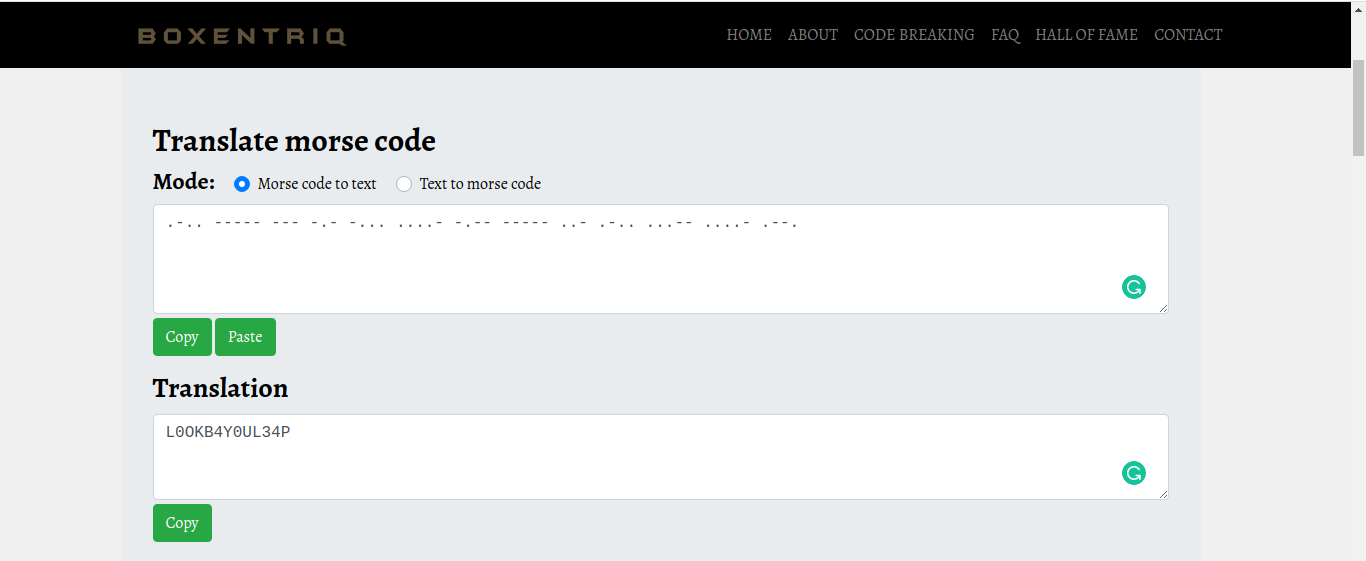 BOXENTRIQ
HOME ABOUT CODE BREAKING FAQ HALL OF FAME CONTACT
Translate morse code
Mode: Morse code to text Text to morse code
.-.. ----- --- -.- -... ....- -.-- ----- ..- .-.. ...-- ....- .--.
Copy Paste
Translation
L0OKB4Y0UL34P
Copy